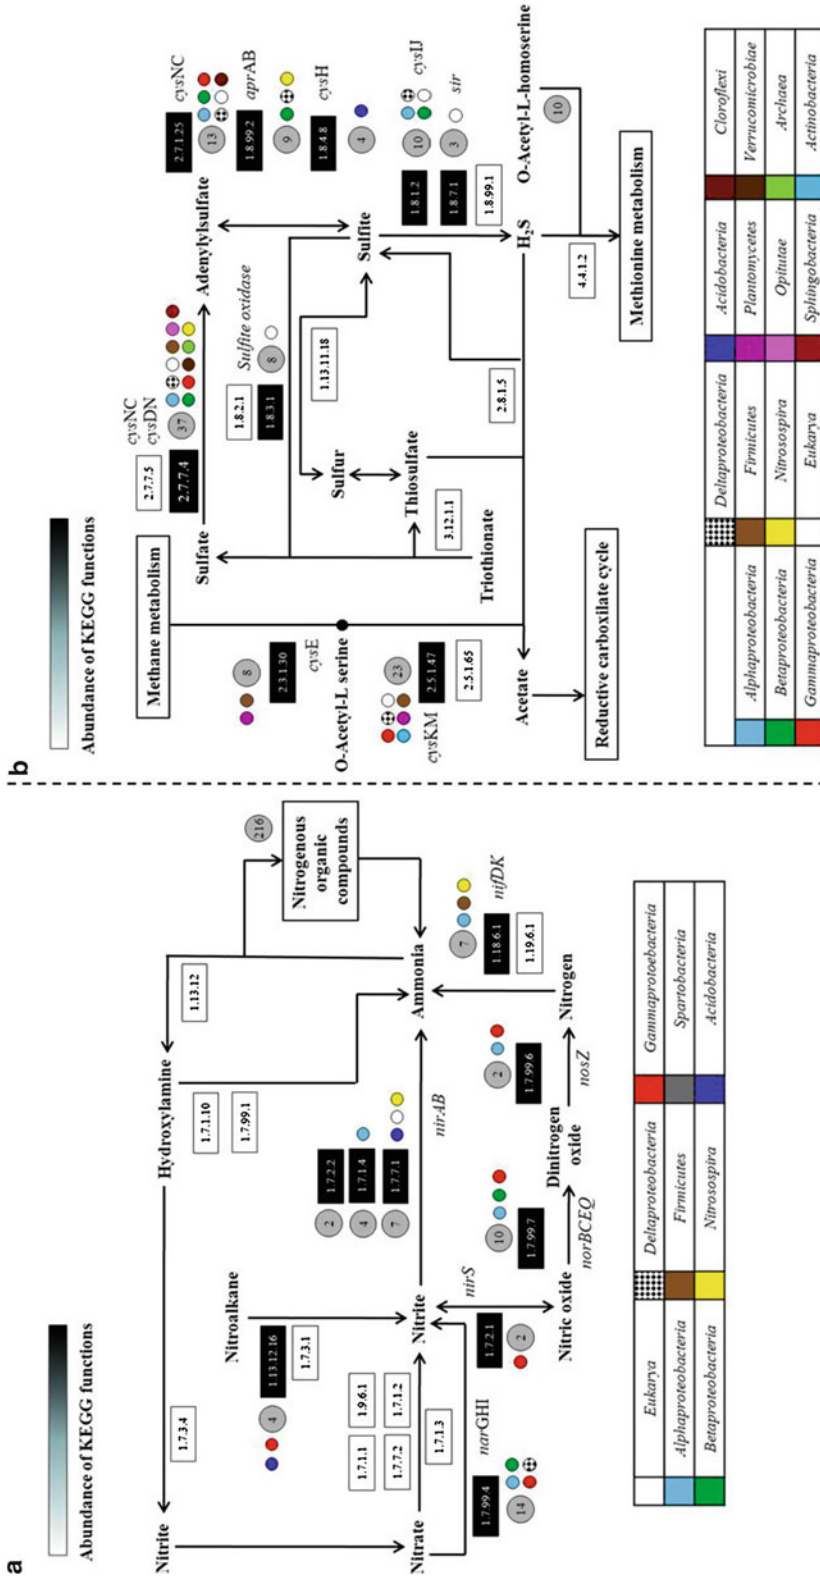 a
Abundance of KEGG functions
Nitrite
1.7.3.4
Hydroxylamine
1.13.12
216
Nitrogenous
organic
compounds
1.7.1.10
1.7.99.1
Nitroalkane
4
1.13.12.16
1.7.3.1
2
1.7.2.2
4
1.7.1.4
7
1.7.7.1
1.7.1.1
1.9.6.1
1.7.7.2
1.7.1.2
1.7.1.3
Nitrate
Nitrite
nirAB
Ammonia
1.7.99.4
narGHI
14
1.7.2.1
nirS
2
Nitric oxide
10
1.7.99.7
norBCEQ
Dinitrogen
oxide
2
1.7.99.6
nosZ
Nitrogen
7
1.18.6.1
nifDK
1.19.6.1
Eukarya
Deltaproteobacteria
Gammaprotoebacteria
Alphaproteobacteria
Firmicutes
Spartobacteria
Betaproteobacteria
Nitrosospira
Acidobacteria
b
Abundance of KEGG functions
Methane metabolism
2.7.7.5
cysNC
2.7.7.4
cysDN
37
2.7.1.25
cysNC
13
Sulfate
Adenylylsulfate
1.8.99.2
aprAB
9
1.8.4.8
cysH
4
8
2.3.1.30
cysE
1.8.2.1
Sulfite oxidase
1.8.3.1
8
1.13.11.18
Sulfite
O-Acetyl-L serine
Sulfur
Thiosulfate
3.12.1.1
Triothionate
1.8.1.2
10
cysIJ
1.8.7.1
3
sir
1.8.99.1
23
cysKM
2.5.1.47
2.5.1.65
2.8.1.5
Acetate
H2S
O-Acetyl-L-homoserine
10
4.4.1.2
Reductive carboxilate cycle
Methionine metabolism
Deltaproteobacteria
Acidobacteria
Cloroflexi
Alphaproteobacteria
Firmicutes
Plantomycetes
Verrucomicrobiae
Betaproteobacteria
Nitrosospira
Opitutae
Archaea
Gammaproteobacteria
Eukarya
Sphingobacteria
Actinobacteria